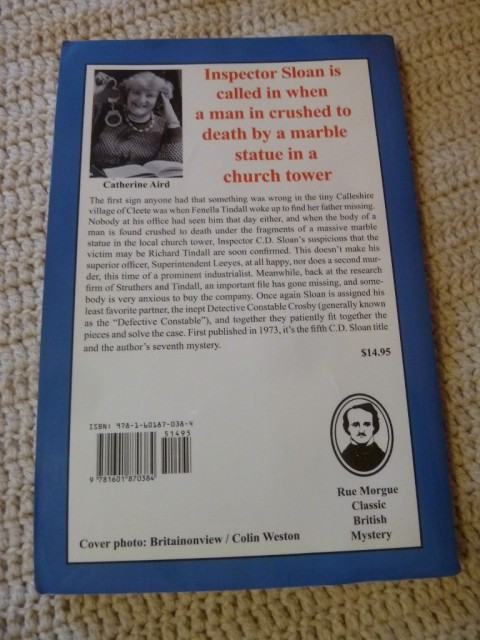 Inspector Sloan is
called in when
a man in crushed to
death by a marble
statue in a
church tower
Catherine Aird
The first sign anyone had that something was wrong in the tiny Calleshire
village of Cleete was when Fenella Tindall woke up to find her father missing.
Nobody at his office had seen him that day either, and when the body of a
man is found crushed to death under the fragments of a massive marble
statue in the local church tower, Inspector C.D. Sloan's suspicions that the
victim may be Richard Tindall are soon confirmed. This doesn't make his
superior officer, Superintendent Leeyes, at all happy, nor does a second mur-
der, this time of a prominent industrialist. Meanwhile, back at the research
firm of Struthers and Tindall, an important file has gone missing, and some-
body is very anxious to buy the company. Once again Sloan is assigned his
least favorite partner, the inept Detective Constable Crosby (generally known
as the "Defective Constable"), and together they patiently fit together the
pieces and solve the case. First published in 1973, it's the fifth C.D. Sloan title
and the author's seventh mystery.
$14.95
ISBN: 978-1-60187-038-4
51495
9 781601 870384
Rue Morgue
Classic
British
Mystery
Cover photo: Britainonview / Colin Weston